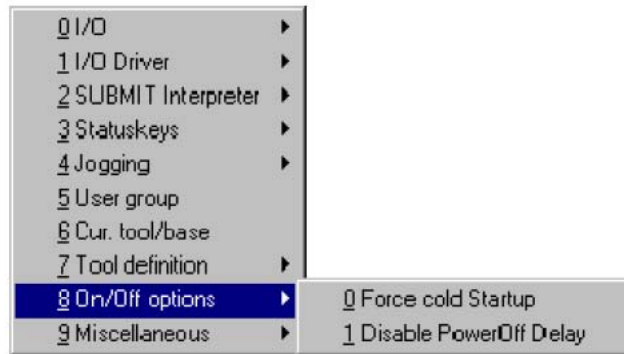 0 I/O
1 I/O Driver
2 SUBMIT Interpreter
3 Statuskeys
4 Jogging
5 User group
6 Cur. tool/base
7 Tool definition
8 On/Off options
0 Force cold Startup
9 Miscellaneous
1 Disable PowerOff Delay